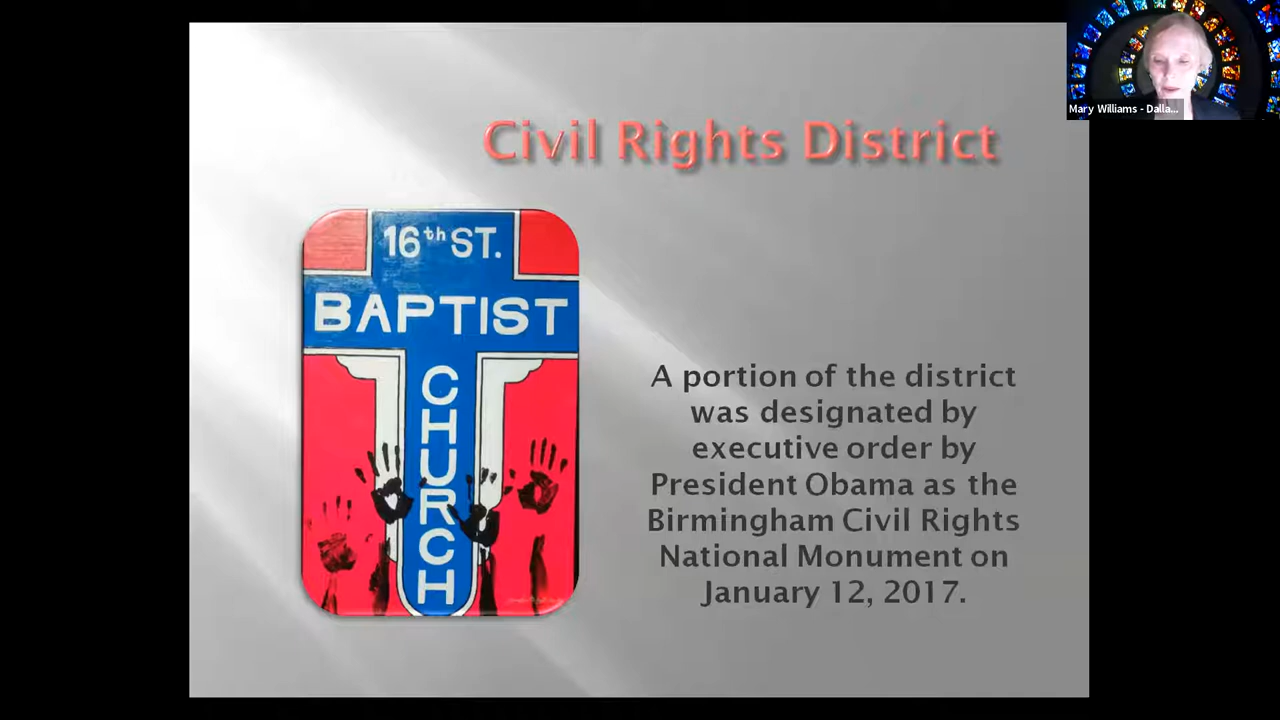 Mary Williams - Dalla...
Civil Rights District
16th ST.
BAPTIST
CHURCH
A portion of the district
was designated by
executive order by
President Obama as the
Birmingham Civil Rights
National Monument on
January 12, 2017.